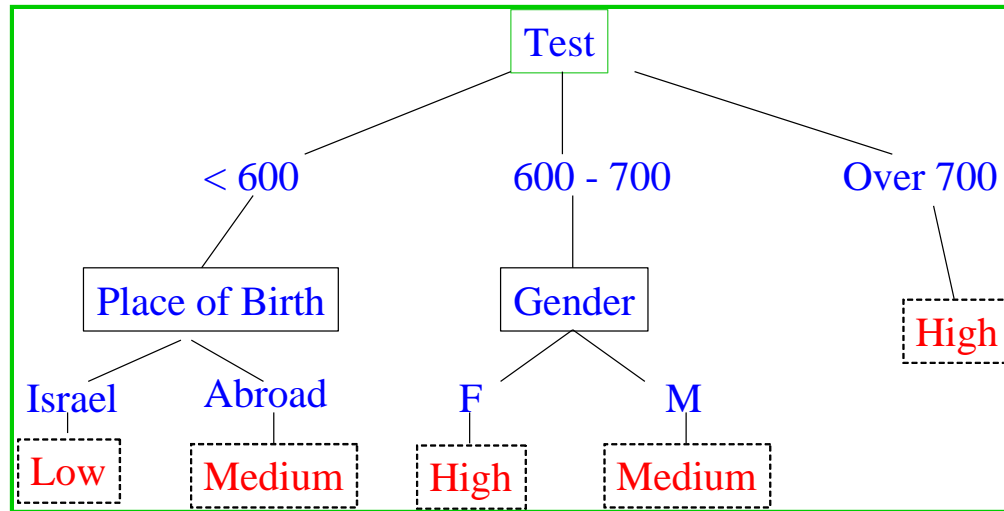 Test
< 600
600 - 700
Over 700
Place of Birth
Gender
High
Israel
Abroad
F
M
Low
Medium
High
Medium